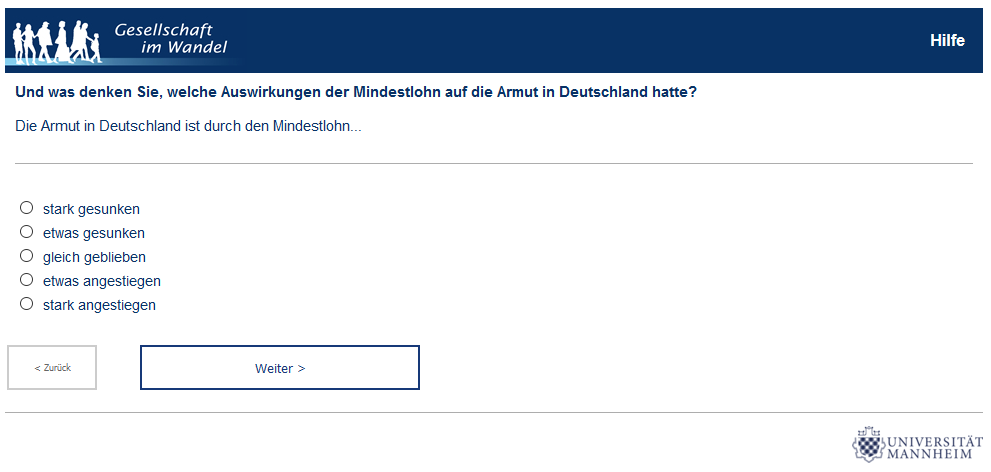 Gesellschaft
im Wandel
Hilfe
Und was denken Sie, welche Auswirkungen der Mindestlohn auf die Armut in Deutschland hatte?
Die Armut in Deutschland ist durch den Mindestlohn...
stark gesunken
etwas gesunken
gleich geblieben
etwas angestiegen
stark angestiegen
< Zurück
Weiter >
UNIVERSITÄT
MANNHEIM